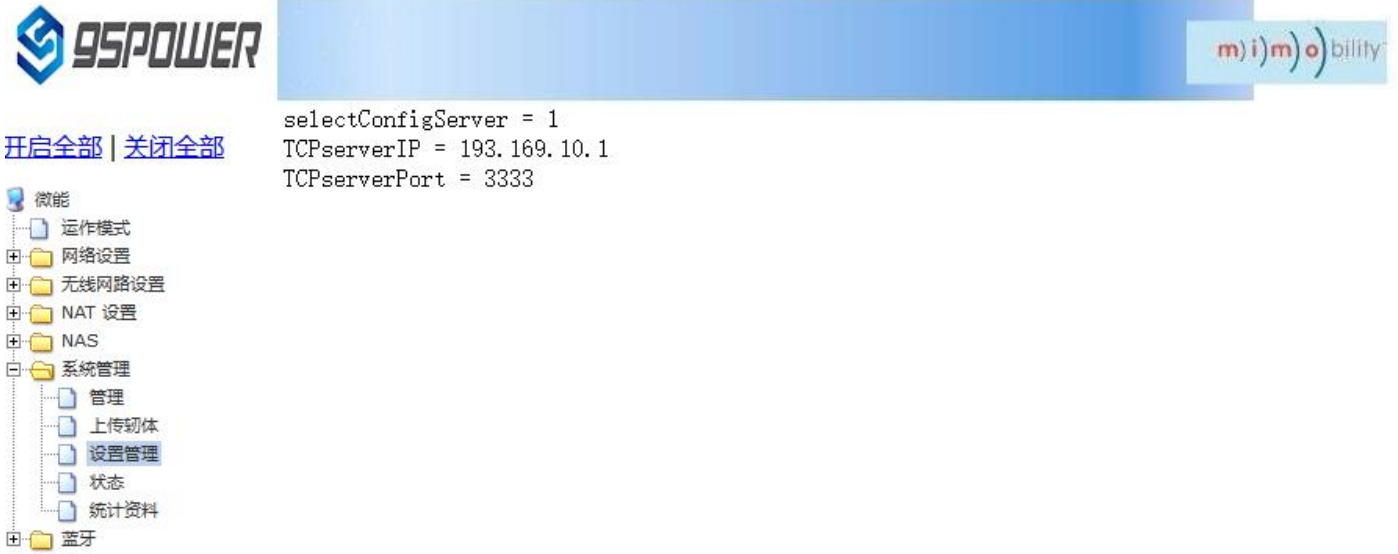 95POWER
m)i)m)o)bility
开启全部 | 关闭全部
selectConfigServer = 1
TCPserverIP = 193.169.10.1
TCPserverPort = 3333
微能
运作模式
网络设置
无线网路设置
NAT 设置
NAS
系统管理
管理
上传轫体
设置管理
状态
统计资料
蓝牙